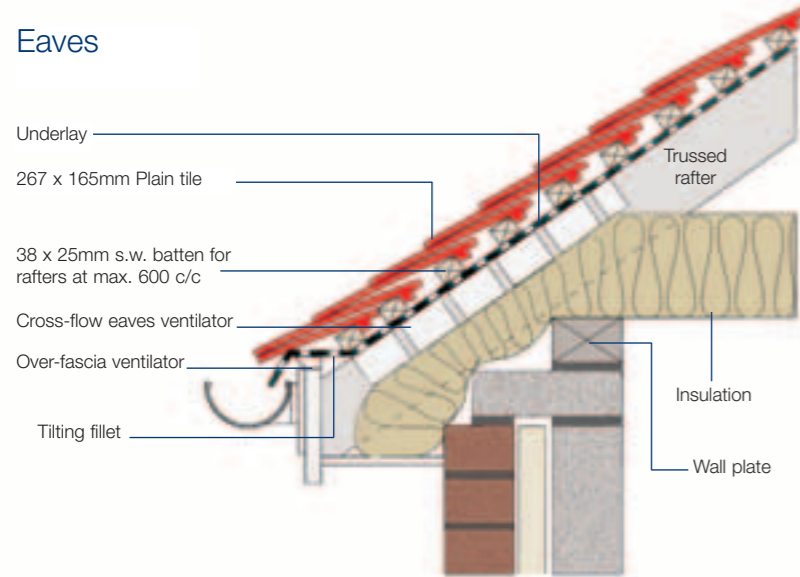 Eaves
Underlay
267 x 165mm Plain tile
38 x 25mm s.w. batten for
rafters at max. 600 c/c
Cross-flow eaves ventilator
Over-fascia ventilator
Tilting fillet
Trussed
rafter
Insulation
Wall plate